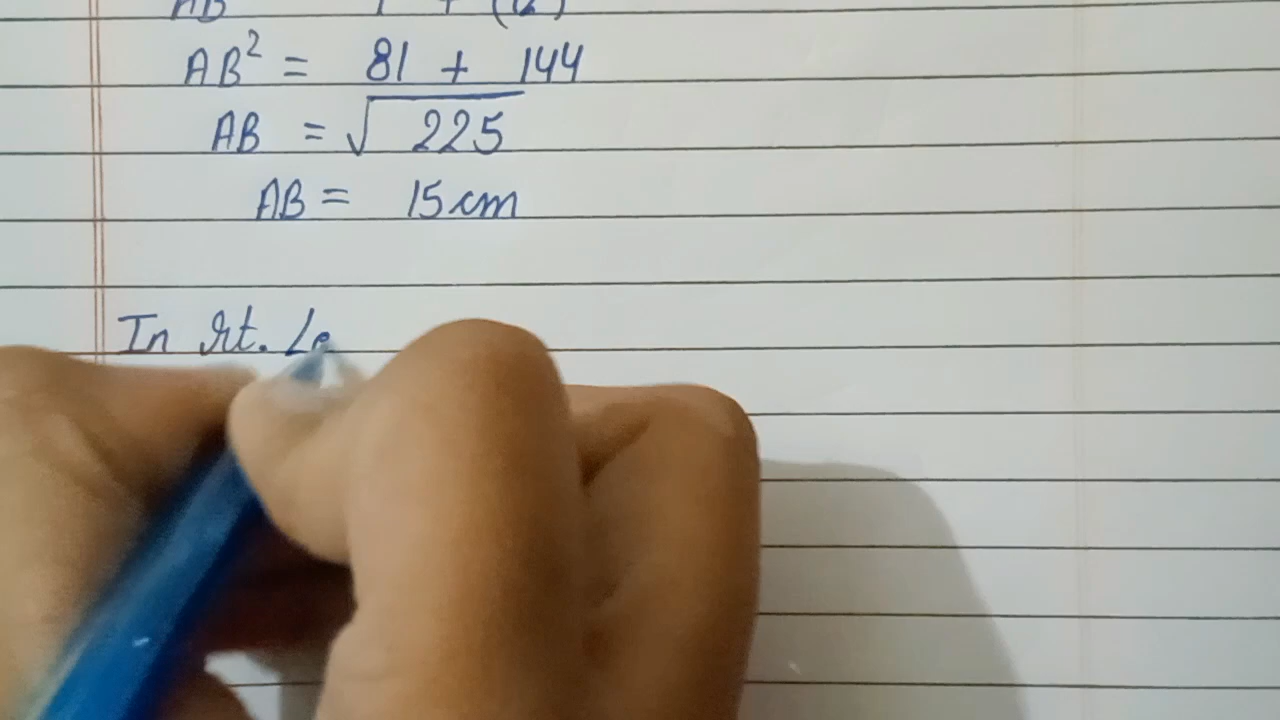 AB² = 81 + 144
AB = √225
AB = 15 cm
In rt. ∠e